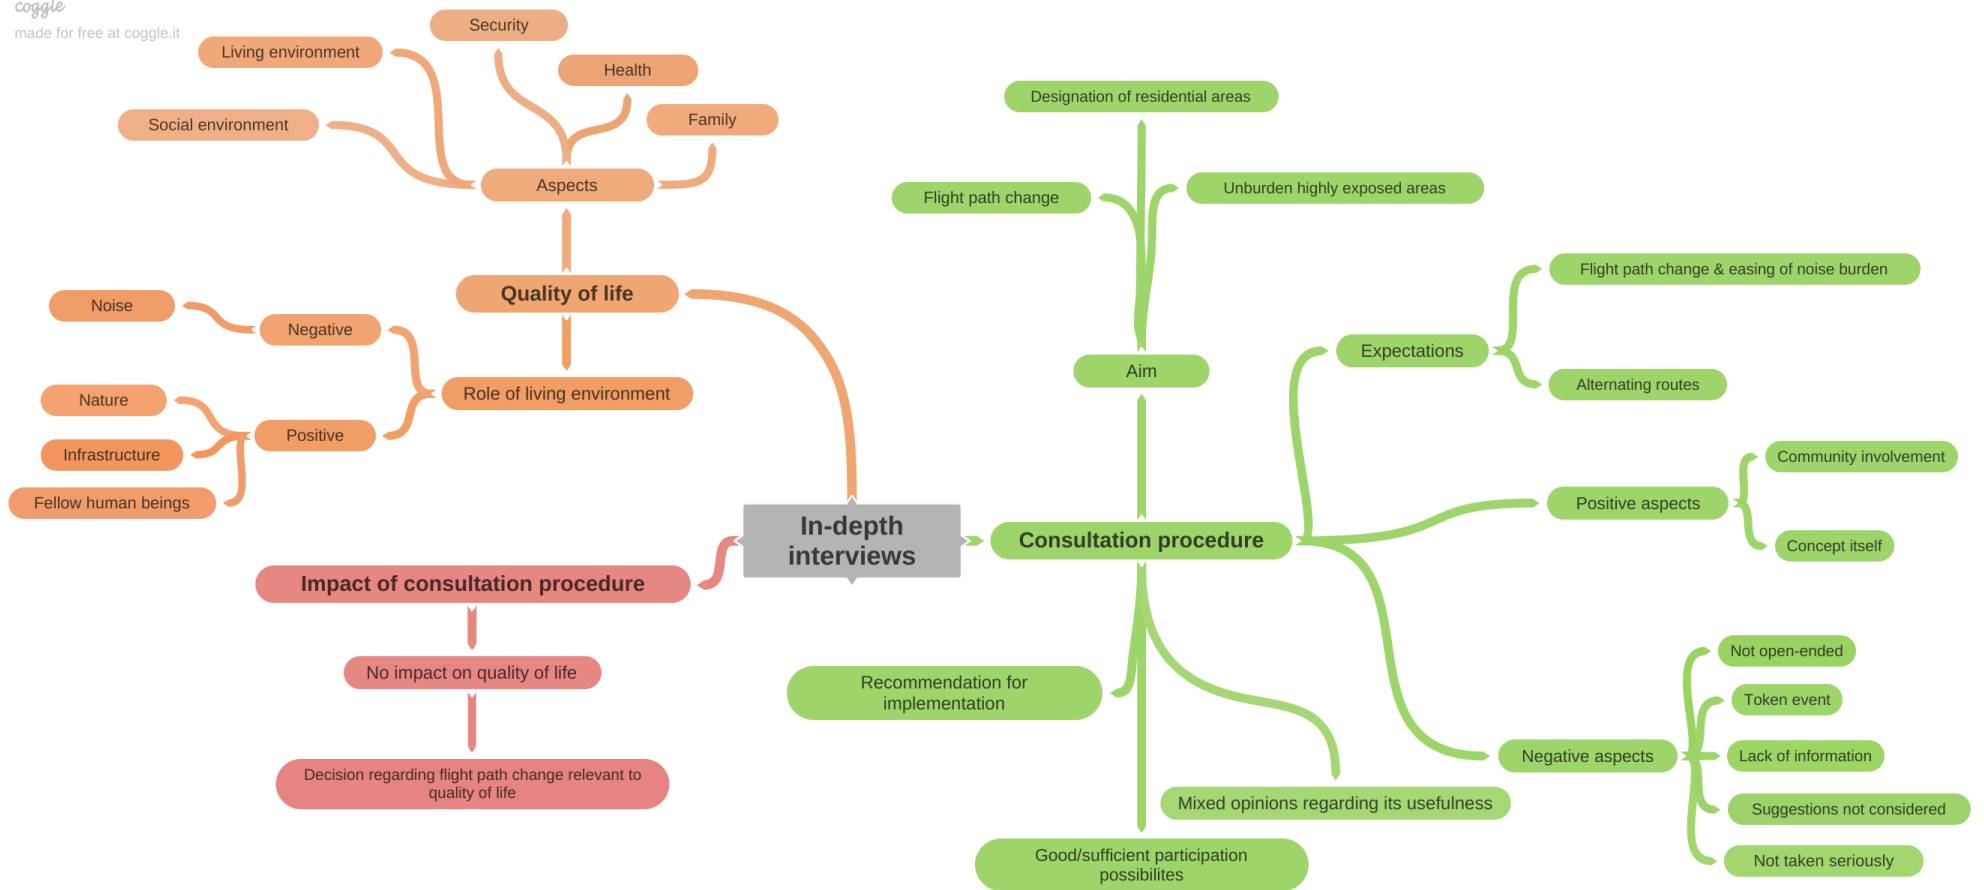 coggle
made for free at coggle.it
Security
Living environment
Health
Family
Social environment
Aspects
Quality of life
Noise
Negative
Role of living environment
Nature
Positive
Infrastructure
Fellow human beings
In-depth
interviews
Impact of consultation procedure
No impact on quality of life
Decision regarding flight path change relevant to
quality of life
Designation of residential areas
Flight path change
Unburden highly exposed areas
Aim
Consultation procedure
Expectations
Flight path change & easing of noise burden
Alternating routes
Positive aspects
Community involvement
Concept itself
Negative aspects
Not open-ended
Token event
Lack of information
Suggestions not considered
Not taken seriously
Recommendation for
implementation
Mixed opinions regarding its usefulness
Good/sufficient participation
possibilites